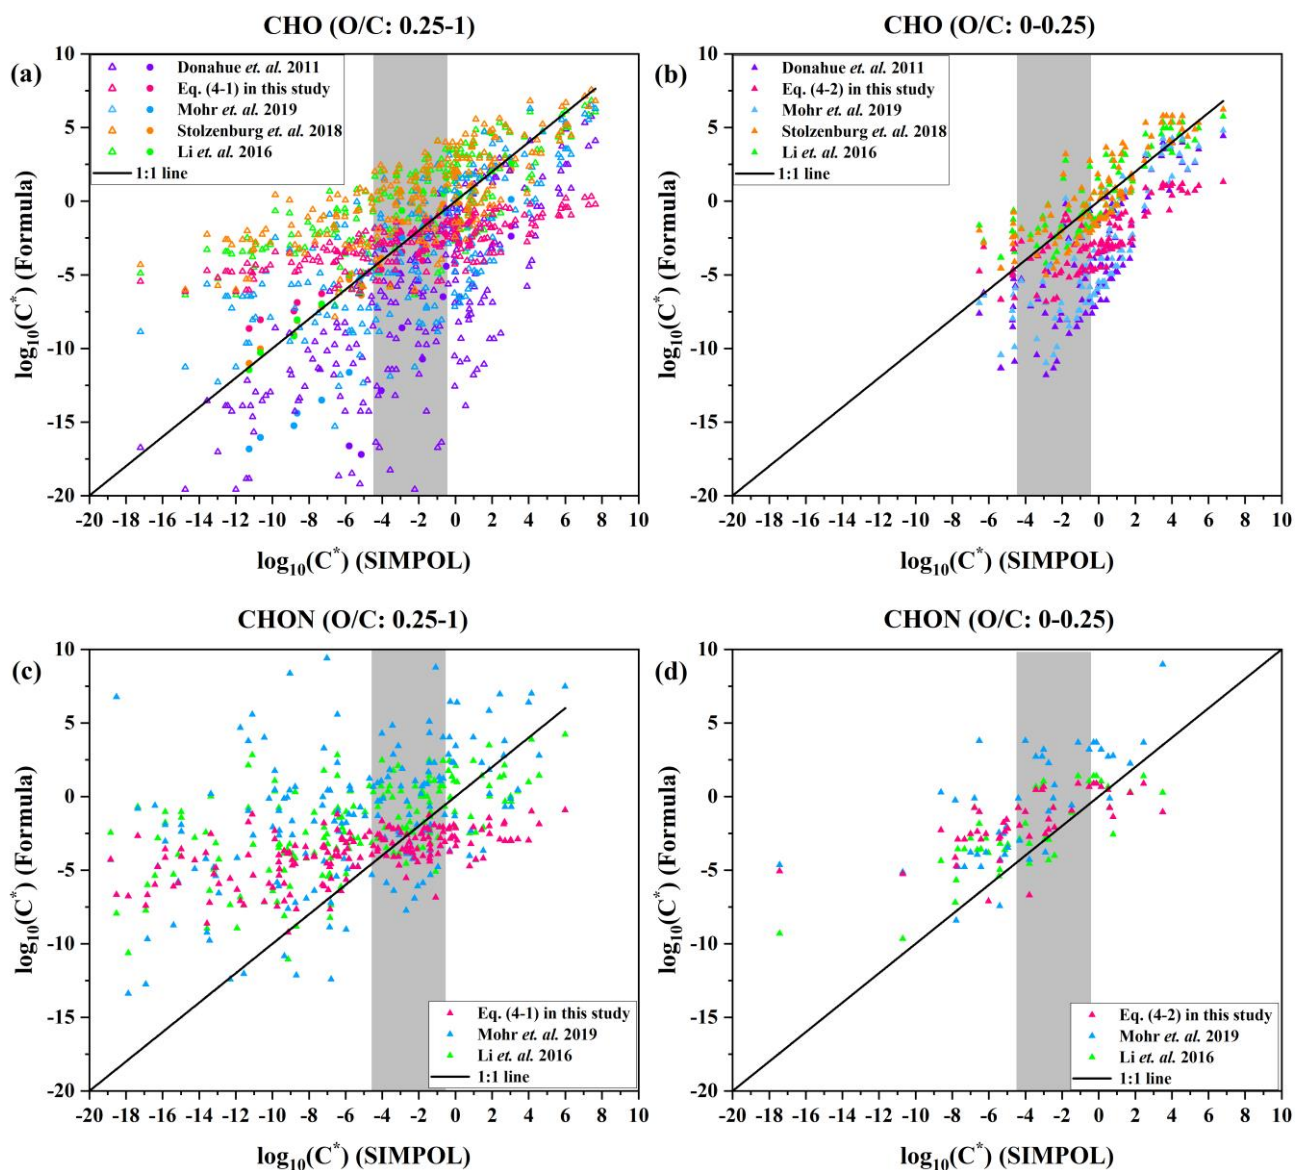 CHO (O/C: 0.25-1)
CHO (O/C: 0-0.25)
(a)
Donahue et. al. 2011
Eq. (4-1) in this study
Mohr et. al. 2019
Stolzenburg et. al. 2018
Li et. al. 2016
1:1 line
10
5
0
-5
-10
-15
-20
log10(C*) (Formula)
-20 -18 -16 -14 -12 -10 -8 -6 -4 -2 0 2 4 6 8 10
log10(C*) (SIMPOL)
(b)
Donahue et. al. 2011
Eq. (4-2) in this study
Mohr et. al. 2019
Stolzenburg et. al. 2018
Li et. al. 2016
1:1 line
10
5
0
-5
-10
-15
-20
log10(C*) (Formula)
-20 -18 -16 -14 -12 -10 -8 -6 -4 -2 0 2 4 6 8 10
log10(C*) (SIMPOL)
CHON (O/C: 0.25-1)
CHON (O/C: 0-0.25)
(c)
10
5
0
-5
-10
-15
-20
log10(C*) (Formula)
Eq. (4-1) in this study
Mohr et. al. 2019
Li et. al. 2016
1:1 line
-20 -18 -16 -14 -12 -10 -8 -6 -4 -2 0 2 4 6 8 10
log10(C*) (SIMPOL)
(d)
10
5
0
-5
-10
-15
-20
log10(C*) (Formula)
Eq. (4-2) in this study
Mohr et. al. 2019
Li et. al. 2016
1:1 line
-20 -18 -16 -14 -12 -10 -8 -6 -4 -2 0 2 4 6 8 10
log10(C*) (SIMPOL)